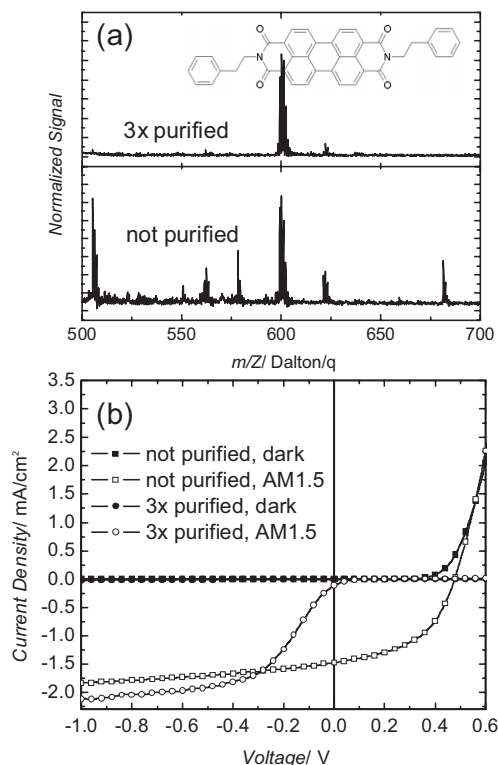 (a)
O
O
N
N
O
O
3x purified
not purified
Normalized Signal
500
550
600
650
700
m/Z/ Dalton/q
(b)
not purified, dark
not purified, AM1.5
3x purified, dark
3x purified, AM1.5
3.5
3.0
2.5
2.0
1.5
1.0
0.5
0.0
-0.5
-1.0
-1.5
-2.0
Current Density/ mA/cm²
-1.0
-0.8
-0.6
-0.4
-0.2
0.0
0.2
0.4
0.6
Voltage/ V